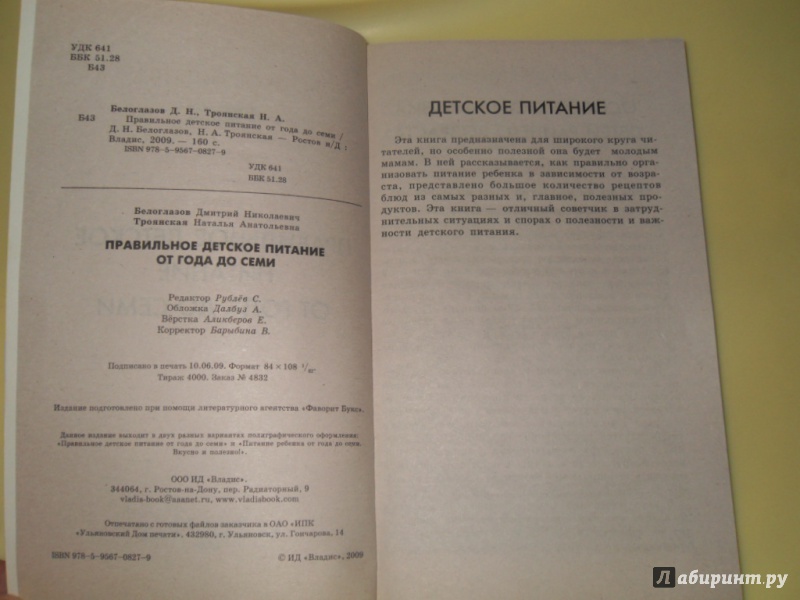 УДК 641
ББК 51.28
Б43
Белоглазов Д. Н., Троянская Н. А.
Б43 Правильное детское питание от года до семи /
Д. Н. Белоглазов, Н. А. Троянская — Ростов н/Д :
Владис, 2009. — 160 с.
ISBN 978-5-9567-0827-9
УДК 641
ББК 51.28
Белоглазов Дмитрий Николаевич
Троянская Наталья Анатольевна
ПРАВИЛЬНОЕ ДЕТСКОЕ ПИТАНИЕ
ОТ ГОДА ДО СЕМИ
Редактор Рублёв С.
Обложка Далбуз А.
Вёрстка Аликберов Е.
Корректор Барыбина В.
Подписано в печать 10.06.09. Формат 84 × 108 1/32.
Тираж 4000. Заказ № 4832
Издание подготовлено при помощи литературного агентства «Фаворит Букс».
Данное издание выходит в двух разных вариантах полиграфического оформления:
«Правильное детское питание от года до семи» и «Питание ребенка от года до семи.
Вкусно и полезно!».
ООО ИД «Владис».
344064, г. Ростов-на-Дону, пер. Радиаторный, 9
vladis-book@aaanet.ru, www.vladisbook.com
Отпечатано с готовых файлов заказчика в ОАО «ИПК
«Ульяновский Дом печати». 432980, г. Ульяновск, ул. Гончарова, 14
ISBN 978-5-9567-0827-9 © ИД «Владис», 2009
ДЕТСКОЕ ПИТАНИЕ
Эта книга предназначена для широкого круга чи-
тателей, но особенно полезной она будет молодым
мамам. В ней рассказывается, как правильно орга-
низовать питание ребенка в зависимости от возра-
ста, представлено большое количество рецептов
блюд из самых разных и, главное, полезных про-
дуктов. Эта книга — отличный советчик в затруд-
нительных ситуациях и спорах о полезности и ва-
жности детского питания.
Лабиринт.ру